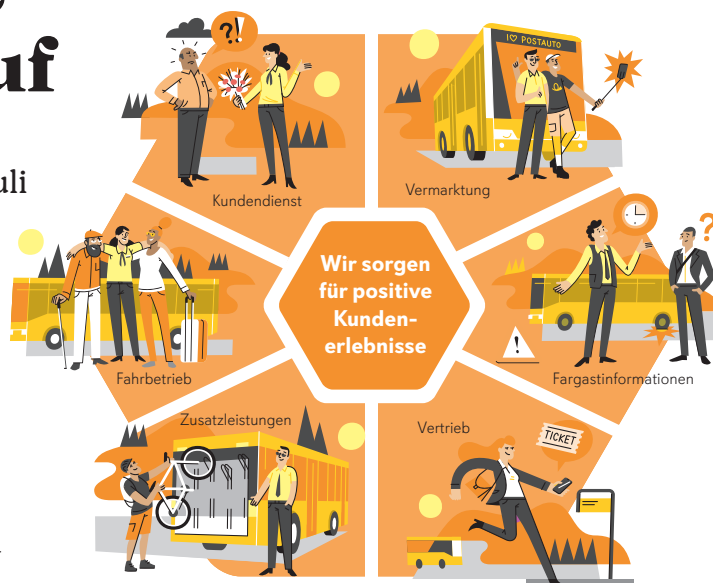 uf
uli
?!
I♡ POSTAUTO
Kundendienst
Vermarktung
?
Wir sorgen
für positive
Kunden-
erlebnisse
!
Fahrbetrieb
Fargastinformationen
Zusatzleistungen
Vertrieb
TICKET